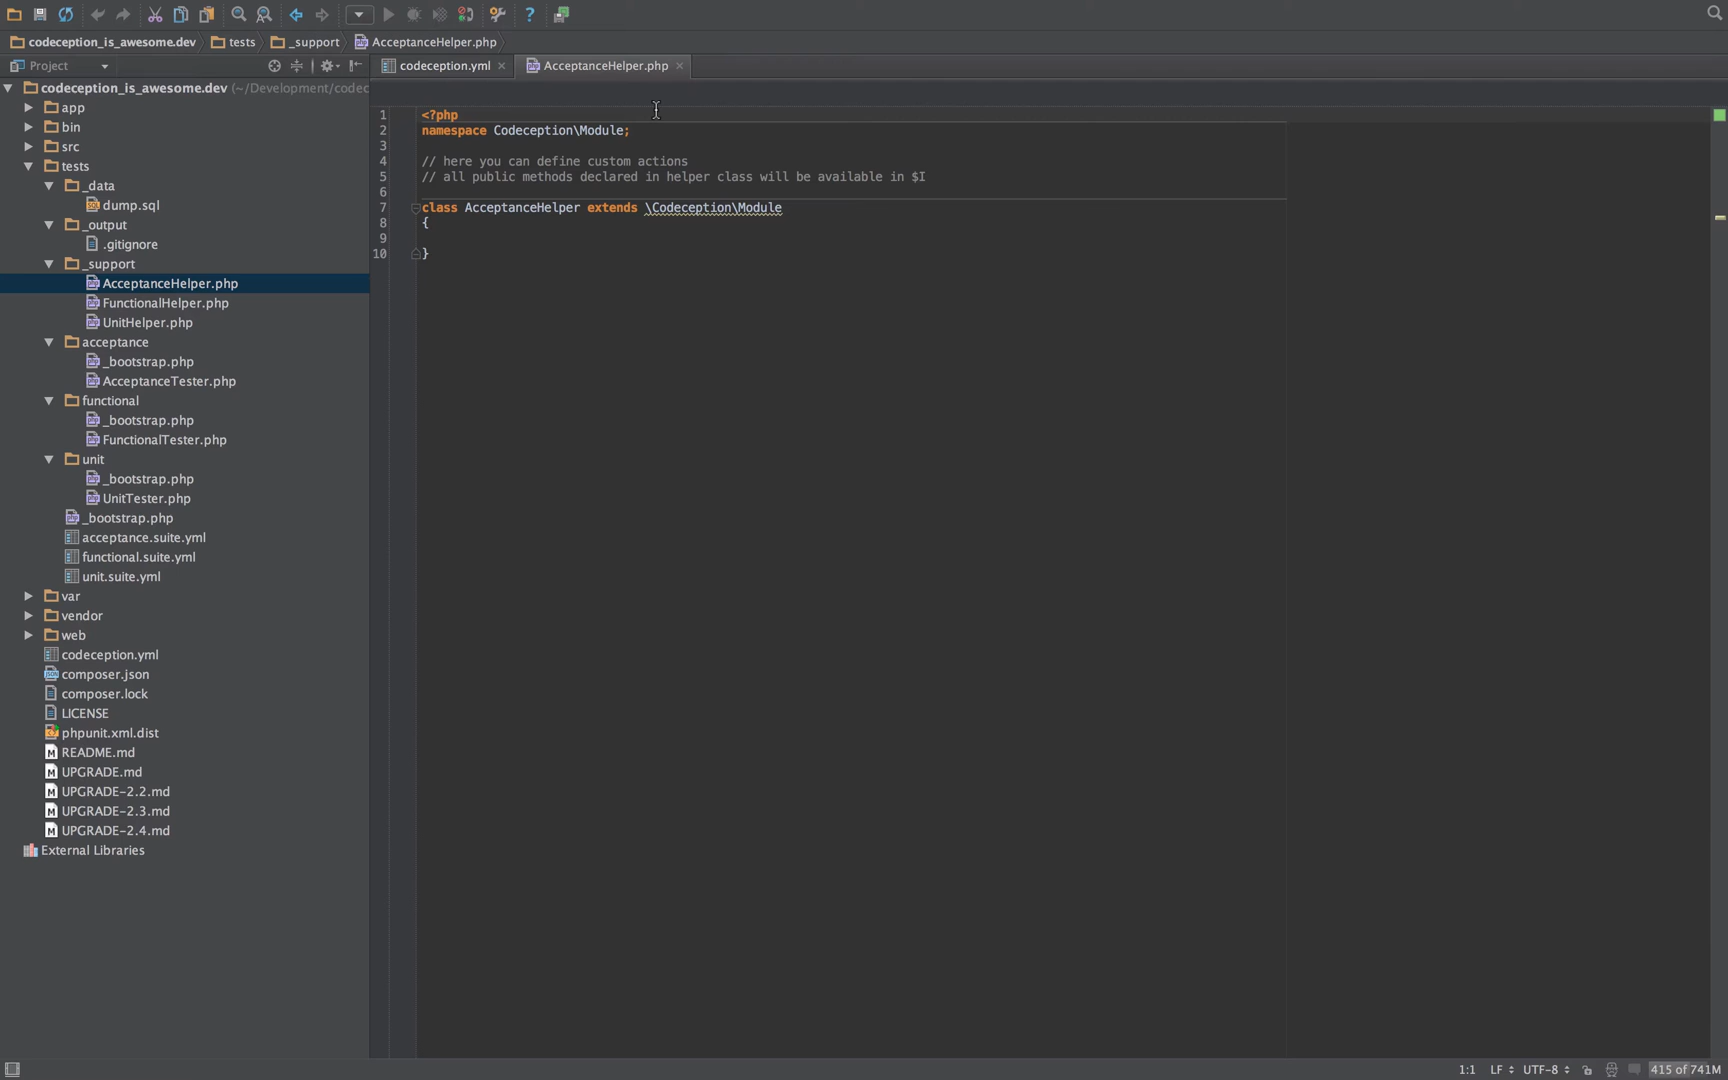 codeception_is_awesome.dev tests _support AcceptanceHelper.php
Project codeception.yml AcceptanceHelper.php
codeception_is_awesome.dev (~/Development/codec
app
bin
src
tests
_data
dump.sql
_output
.gitignore
_support
AcceptanceHelper.php
FunctionalHelper.php
UnitHelper.php
acceptance
_bootstrap.php
AcceptanceTester.php
functional
_bootstrap.php
FunctionalTester.php
unit
_bootstrap.php
UnitTester.php
_bootstrap.php
acceptance.suite.yml
functional.suite.yml
unit.suite.yml
var
vendor
web
codeception.yml
composer.json
composer.lock
LICENSE
phpunit.xml.dist
README.md
UPGRADE.md
UPGRADE-2.2.md
UPGRADE-2.3.md
UPGRADE-2.4.md
External Libraries
1 <?php
2 namespace Codeception\Module;
3
4 // here you can define custom actions
5 // all public methods declared in helper class will be available in $I
6
7 class AcceptanceHelper extends \Codeception\Module
8 {
9
10 }
1:1 LF UTF-8 415 of 741M